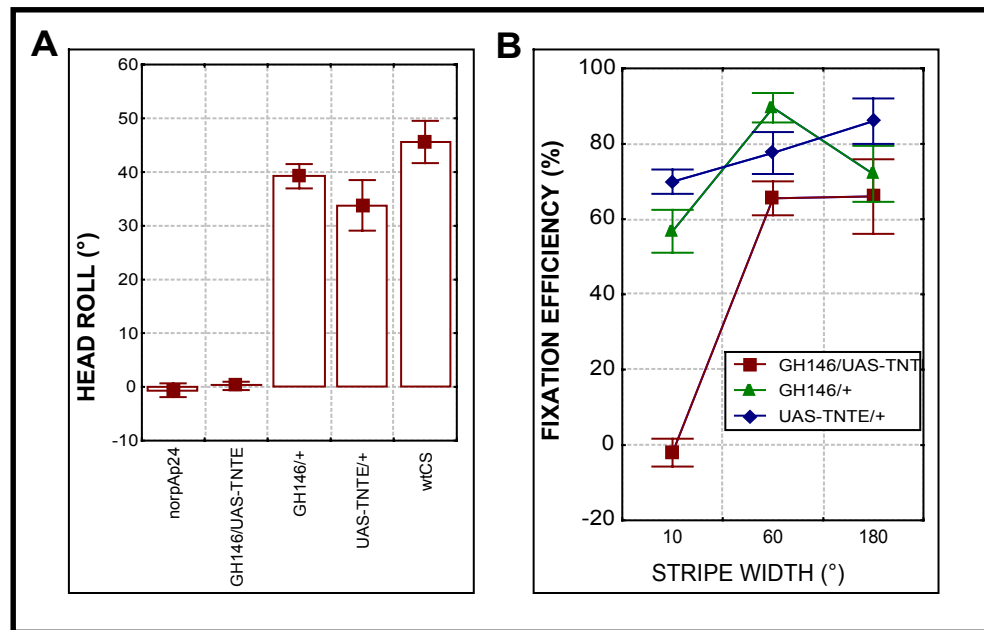 A
HEAD ROLL (°)
60
50
40
30
20
10
0
-10
norpAp24
GH146/UAS-TNTE
GH146/+
UAS-TNTE/+
wtCS
B
FIXATION EFFICIENCY (%)
100
80
60
40
20
0
-20
GH146/UAS-TNT
GH146/+
UAS-TNTE/+
10 60 180
STRIPE WIDTH (°)